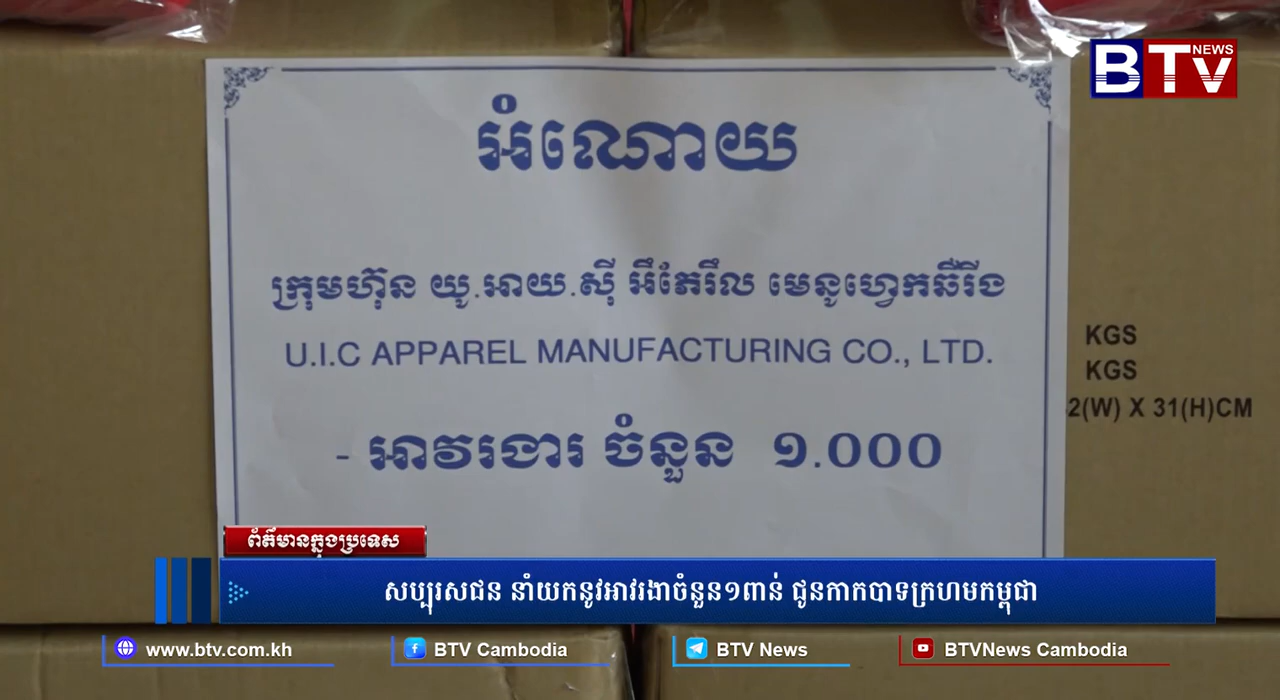 BTV NEWS
អំណោយ
ក្រុមហ៊ុន យូ.អាយ.ស៊ី អឹភែរឹល មេនូហ្វេកឆឺរីង
U.I.C APPAREL MANUFACTURING CO., LTD.
- អាវរងារ ចំនួន ១.០០០
KGS
KGS
2(W) X 31(H)CM
ព័ត៌មានក្នុងប្រទេស
សប្បុរសជន នាំយកនូវអាវរងាចំនួន១ពាន់ ជូនកាកបាទក្រហមកម្ពុជា
www.btv.com.kh
BTV Cambodia
BTV News
BTVNews Cambodia